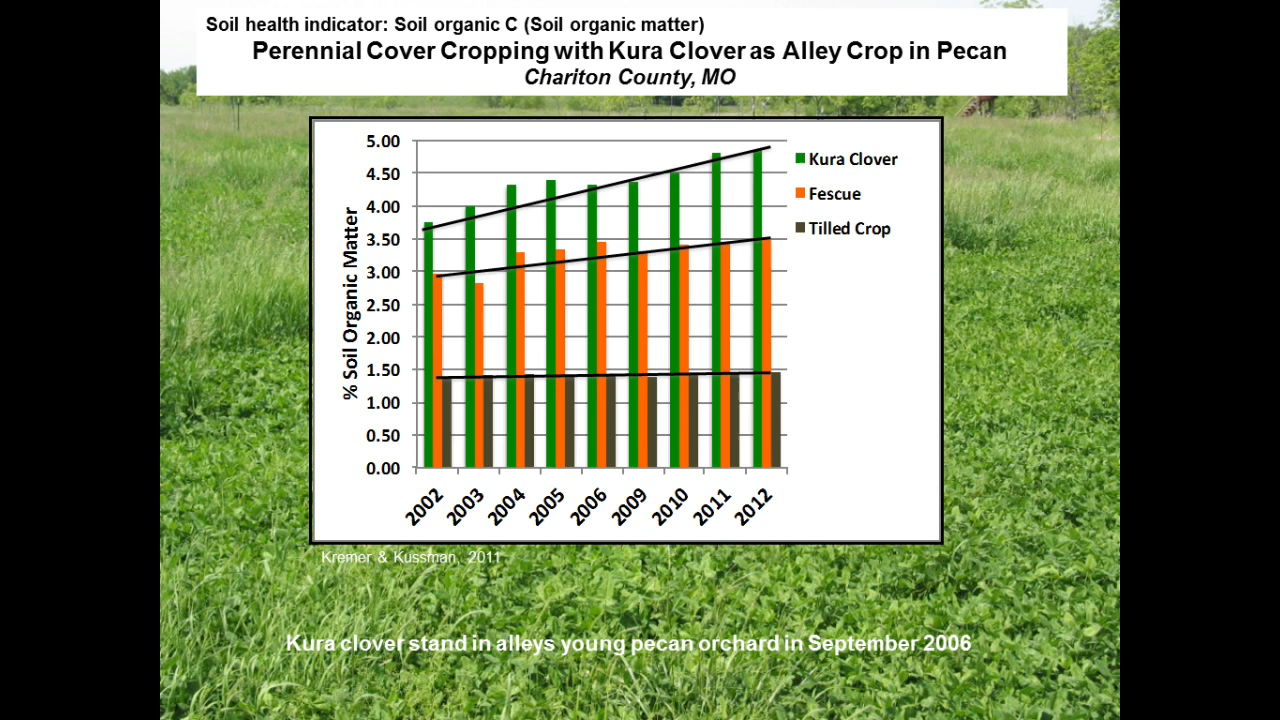 Soil health indicator: Soil organic C (Soil organic matter)
Perennial Cover Cropping with Kura Clover as Alley Crop in Pecan
Chariton County, MO
5.00
4.50
4.00
3.50
3.00
2.50
2.00
1.50
1.00
0.50
0.00
% Soil Organic Matter
2002
2003
2004
2005
2006
2009
2010
2011
2012
Kura Clover
Fescue
Tilled Crop
Kremer & Kussman, 2011
Kura clover stand in alleys young pecan orchard in September 2006